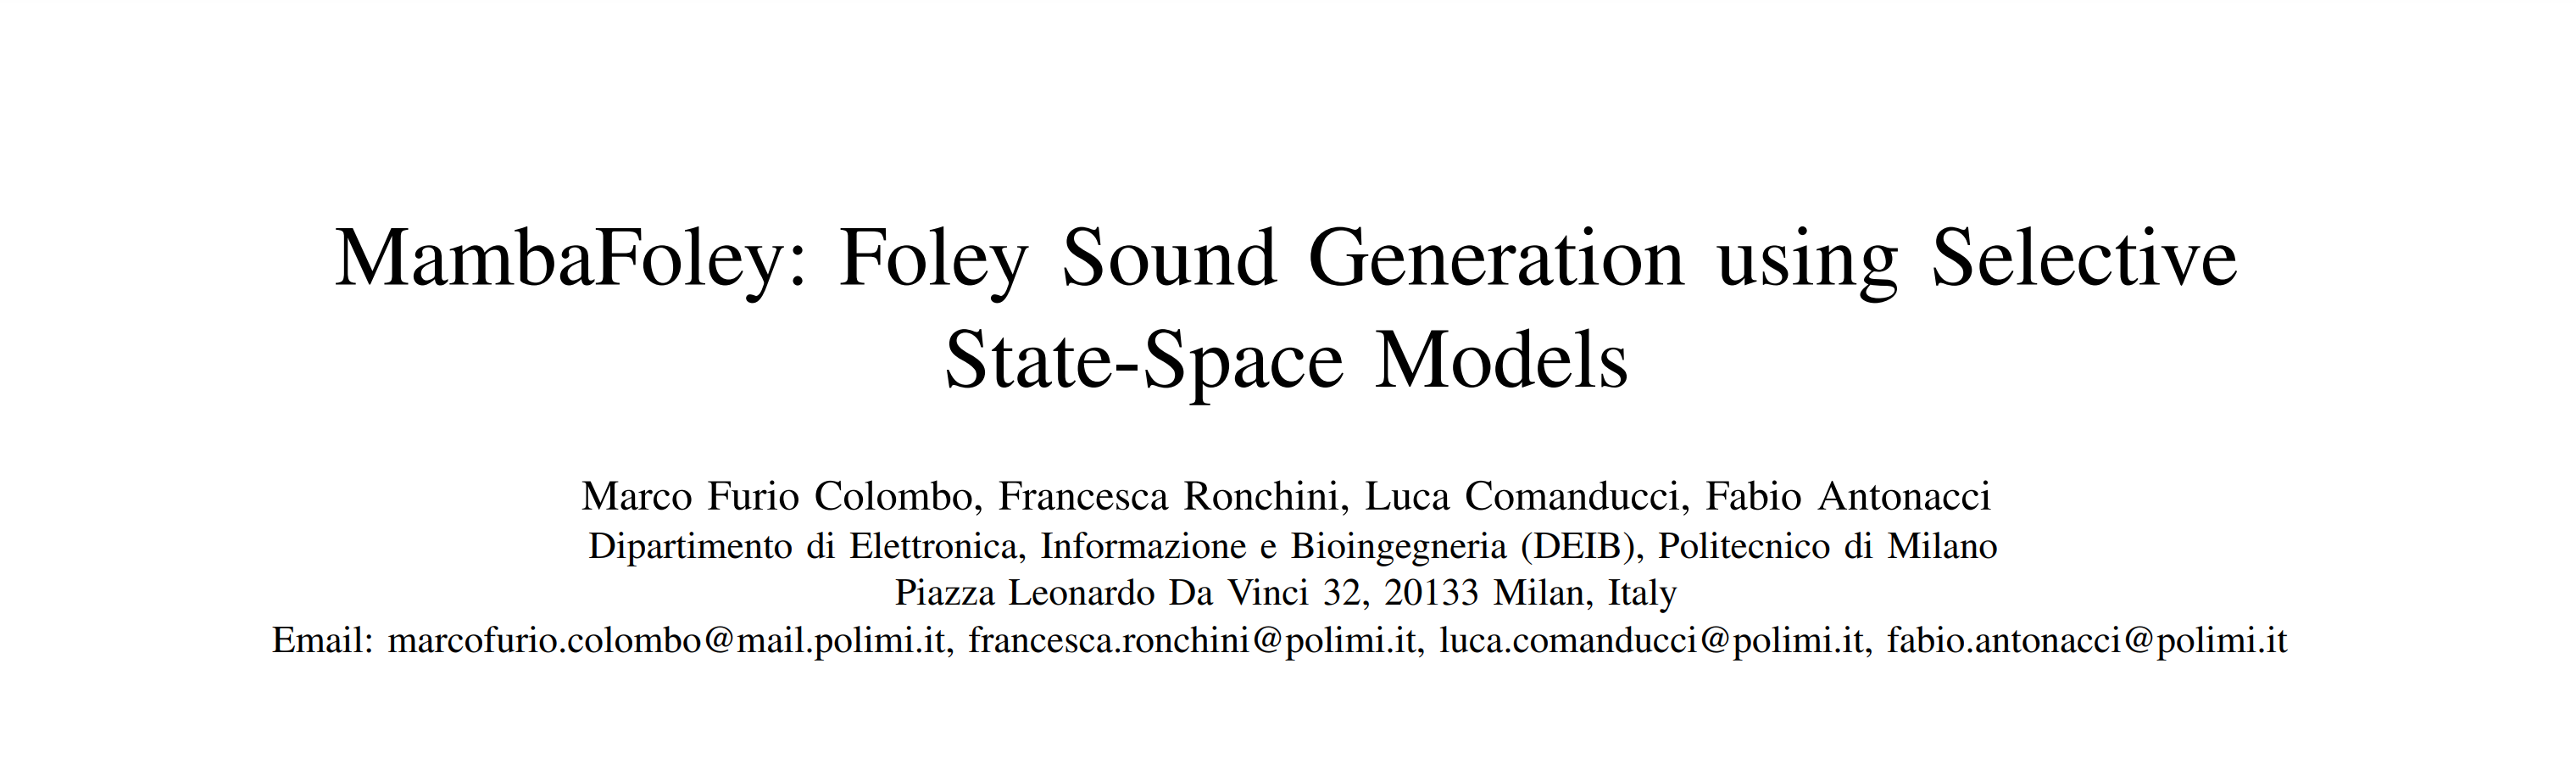 MambaFoley: Foley Sound Generation using Selective
State-Space Models
Marco Furio Colombo, Francesca Ronchini, Luca Comanducci, Fabio Antonacci
Dipartimento di Elettronica, Informazione e Bioingegneria (DEIB), Politecnico di Milano
Piazza Leonardo Da Vinci 32, 20133 Milan, Italy
Email: marcofurio.colombo@mail.polimi.it, francesca.ronchini@polimi.it, luca.comanducci@polimi.it, fabio.antonacci@polimi.it